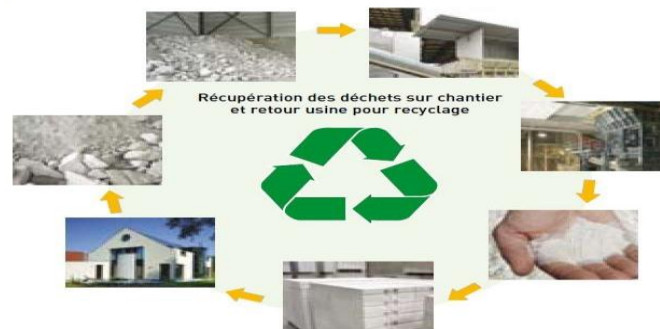 Récupération des déchets sur chantier
et retour usine pour recyclage